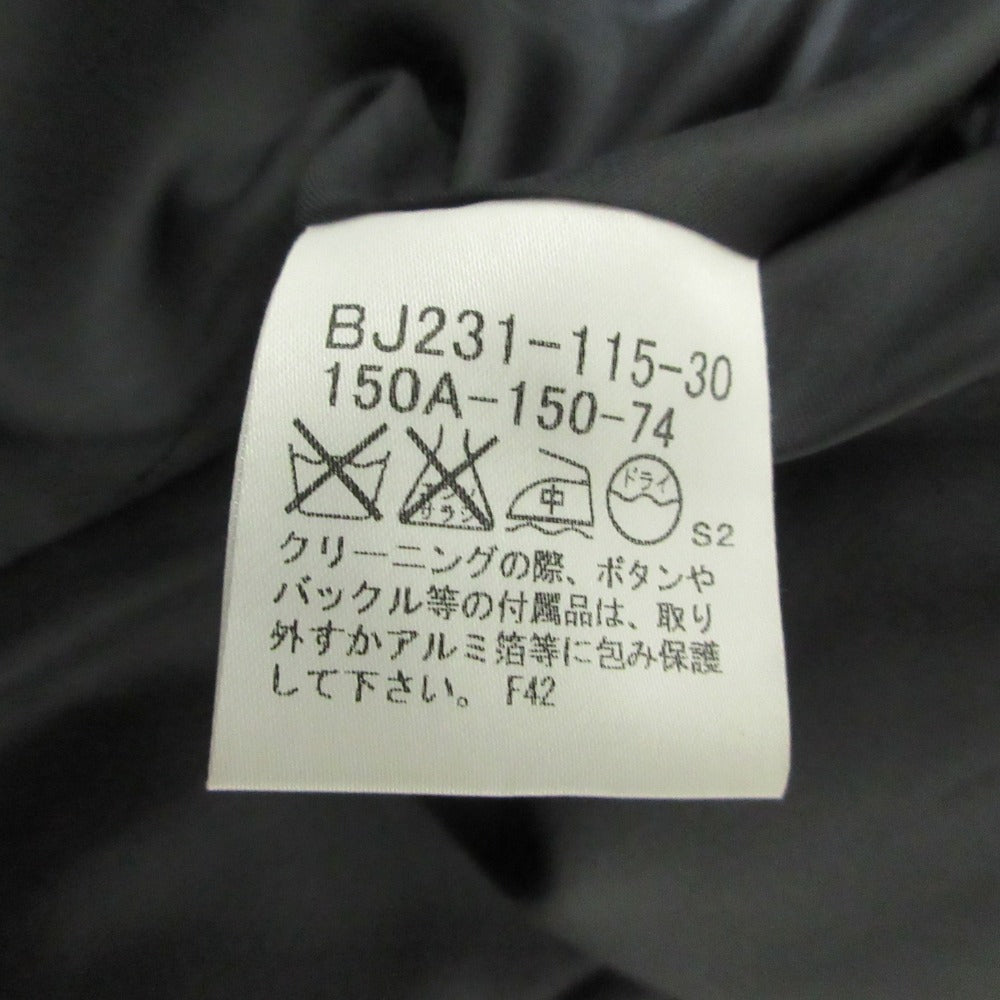 BJ231-115-30
150A-150-74
中
ドライ
S2
クリーニングの際、ボタンや
バックル等の付属品は、取り
外すかアルミ箔等に包み保護
して下さい。 F42